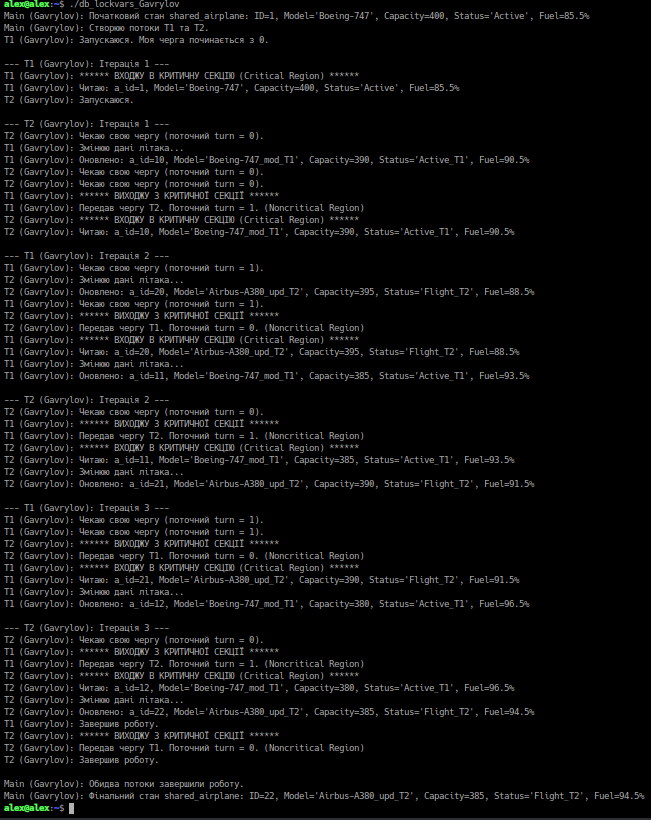 alex@alex:~$ ./db_lockvars_Gavrylov
Main (Gavrylov): Початковий стан shared_airplane: ID=1, Model='Boeing-747', Capacity=400, Status='Active', Fuel=85.5%
Main (Gavrylov): Створюю потоки T1 та T2.
T1 (Gavrylov): Запускаюся. Моя черга починається з 0.
--- T1 (Gavrylov): Ітерація 1 ---
T1 (Gavrylov): ****** ВХОДЖУ В КРИТИЧНУ СЕКЦІЮ (Critical Region) ******
T1 (Gavrylov): Читаю: a_id=1, Model='Boeing-747', Capacity=400, Status='Active', Fuel=85.5%
T2 (Gavrylov): Запускаюся.
--- T2 (Gavrylov): Ітерація 1 ---
T2 (Gavrylov): Чекаю свою чергу (поточний turn = 0).
T1 (Gavrylov): Змінюю дані літака...
T1 (Gavrylov): Оновлено: a_id=10, Model='Boeing-747_mod_T1', Capacity=390, Status='Active_T1', Fuel=90.5%
T2 (Gavrylov): Чекаю свою чергу (поточний turn = 0).
T2 (Gavrylov): Чекаю свою чергу (поточний turn = 0).
T1 (Gavrylov): ****** ВИХОДЖУ З КРИТИЧНОЇ СЕКЦІЇ ******
T1 (Gavrylov): Передав чергу T2. Поточний turn = 1. (Noncritical Region)
T2 (Gavrylov): ****** ВХОДЖУ В КРИТИЧНУ СЕКЦІЮ (Critical Region) ******
T2 (Gavrylov): Читаю: a_id=10, Model='Boeing-747_mod_T1', Capacity=390, Status='Active_T1', Fuel=90.5%
--- T1 (Gavrylov): Ітерація 2 ---
T1 (Gavrylov): Чекаю свою чергу (поточний turn = 1).
T2 (Gavrylov): Змінюю дані літака...
T2 (Gavrylov): Оновлено: a_id=20, Model='Airbus-A380_upd_T2', Capacity=395, Status='Flight_T2', Fuel=88.5%
T1 (Gavrylov): Чекаю свою чергу (поточний turn = 1).
T2 (Gavrylov): ****** ВИХОДЖУ З КРИТИЧНОЇ СЕКЦІЇ ******
T2 (Gavrylov): Передав чергу T1. Поточний turn = 0. (Noncritical Region)
T1 (Gavrylov): ****** ВХОДЖУ В КРИТИЧНУ СЕКЦІЮ (Critical Region) ******
T1 (Gavrylov): Читаю: a_id=20, Model='Airbus-A380_upd_T2', Capacity=395, Status='Flight_T2', Fuel=88.5%
T1 (Gavrylov): Змінюю дані літака...
T1 (Gavrylov): Оновлено: a_id=11, Model='Boeing-747_mod_T1', Capacity=385, Status='Active_T1', Fuel=93.5%
--- T2 (Gavrylov): Ітерація 2 ---
T2 (Gavrylov): Чекаю свою чергу (поточний turn = 0).
T1 (Gavrylov): ****** ВИХОДЖУ З КРИТИЧНОЇ СЕКЦІЇ ******
T1 (Gavrylov): Передав чергу T2. Поточний turn = 1. (Noncritical Region)
T2 (Gavrylov): ****** ВХОДЖУ В КРИТИЧНУ СЕКЦІЮ (Critical Region) ******
T2 (Gavrylov): Читаю: a_id=11, Model='Boeing-747_mod_T1', Capacity=385, Status='Active_T1', Fuel=93.5%
T2 (Gavrylov): Змінюю дані літака...
T2 (Gavrylov): Оновлено: a_id=21, Model='Airbus-A380_upd_T2', Capacity=390, Status='Flight_T2', Fuel=91.5%
--- T1 (Gavrylov): Ітерація 3 ---
T1 (Gavrylov): Чекаю свою чергу (поточний turn = 1).
T1 (Gavrylov): Чекаю свою чергу (поточний turn = 1).
T2 (Gavrylov): ****** ВИХОДЖУ З КРИТИЧНОЇ СЕКЦІЇ ******
T2 (Gavrylov): Передав чергу T1. Поточний turn = 0. (Noncritical Region)
T1 (Gavrylov): ****** ВХОДЖУ В КРИТИЧНУ СЕКЦІЮ (Critical Region) ******
T1 (Gavrylov): Читаю: a_id=21, Model='Airbus-A380_upd_T2', Capacity=390, Status='Flight_T2', Fuel=91.5%
T1 (Gavrylov): Змінюю дані літака...
T1 (Gavrylov): Оновлено: a_id=12, Model='Boeing-747_mod_T1', Capacity=380, Status='Active_T1', Fuel=96.5%
--- T2 (Gavrylov): Ітерація 3 ---
T2 (Gavrylov): Чекаю свою чергу (поточний turn = 0).
T1 (Gavrylov): ****** ВИХОДЖУ З КРИТИЧНОЇ СЕКЦІЇ ******
T1 (Gavrylov): Передав чергу T2. Поточний turn = 1. (Noncritical Region)
T2 (Gavrylov): ****** ВХОДЖУ В КРИТИЧНУ СЕКЦІЮ (Critical Region) ******
T2 (Gavrylov): Читаю: a_id=12, Model='Boeing-747_mod_T1', Capacity=380, Status='Active_T1', Fuel=96.5%
T2 (Gavrylov): Змінюю дані літака...
T2 (Gavrylov): Оновлено: a_id=22, Model='Airbus-A380_upd_T2', Capacity=385, Status='Flight_T2', Fuel=94.5%
T1 (Gavrylov): Завершив роботу.
T2 (Gavrylov): ****** ВИХОДЖУ З КРИТИЧНОЇ СЕКЦІЇ ******
T2 (Gavrylov): Передав чергу T1. Поточний turn = 0. (Noncritical Region)
T2 (Gavrylov): Завершив роботу.
Main (Gavrylov): Обидва потоки завершили роботу.
Main (Gavrylov): Фінальний стан shared_airplane: ID=22, Model='Airbus-A380_upd_T2', Capacity=385, Status='Flight_T2', Fuel=94.5%
alex@alex:~$